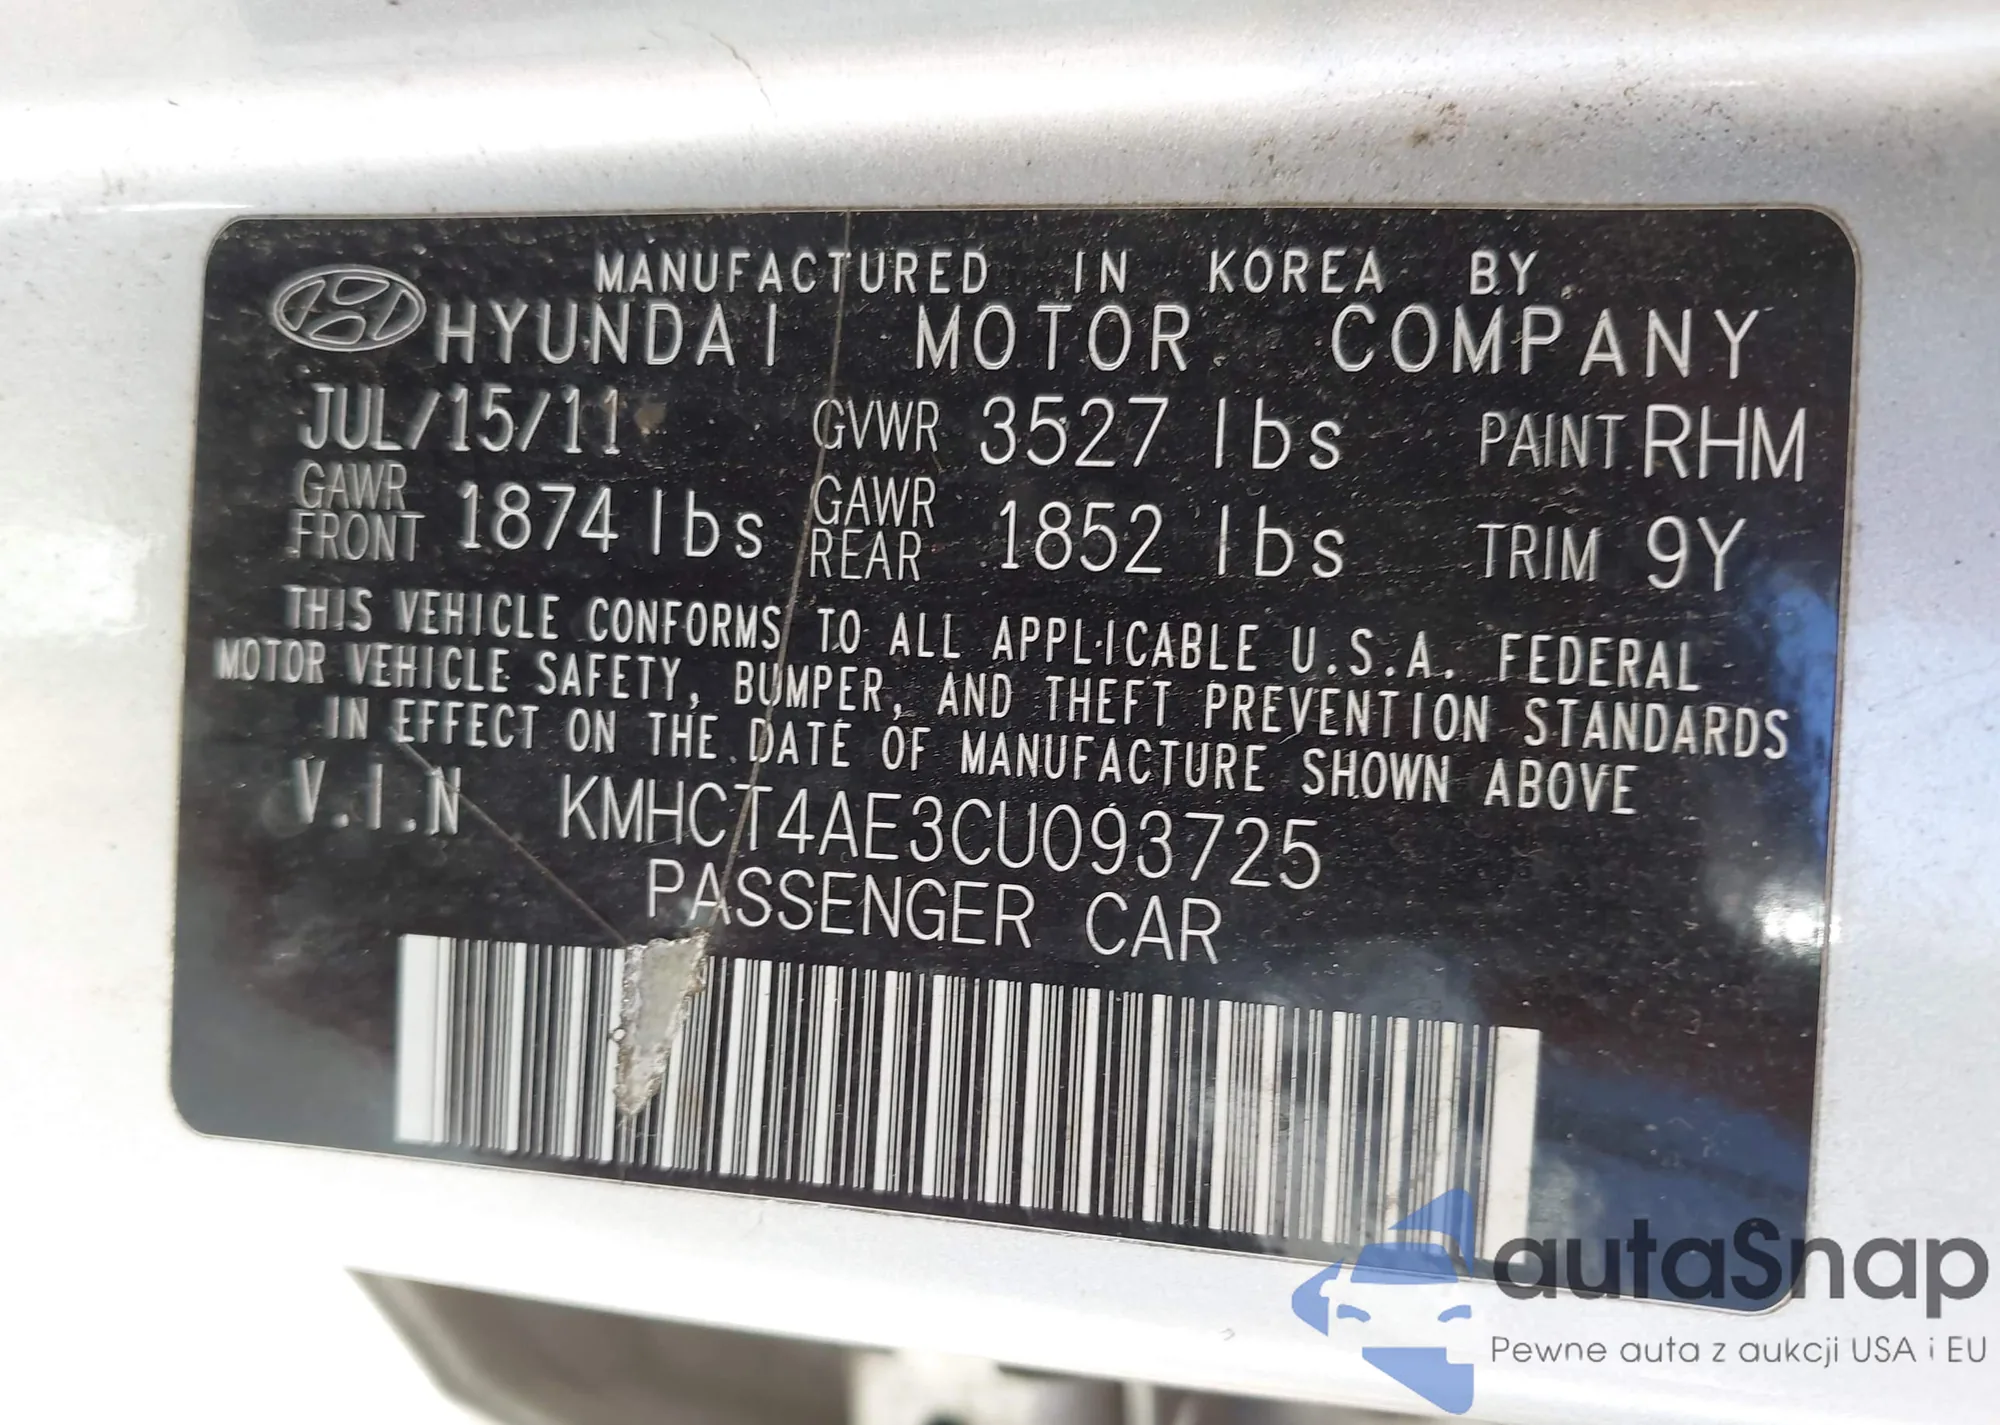 MANUFACTURED IN KOREA BY
HYUNDAI MOTOR COMPANY
JUL/15/11 GVWR 3527 lbs PAINT RHM
GAWR FRONT 1874 lbs GAWR REAR 1852 lbs TRIM 9Y
THIS VEHICLE CONFORMS TO ALL APPLICABLE U.S.A. FEDERAL
MOTOR VEHICLE SAFETY, BUMPER, AND THEFT PREVENTION STANDARDS
IN EFFECT ON THE DATE OF MANUFACTURE SHOWN ABOVE
V.I.N KMHCT4AE3CU093725
PASSENGER CAR
autaSnap
Pewne auta z aukcji USA i EU